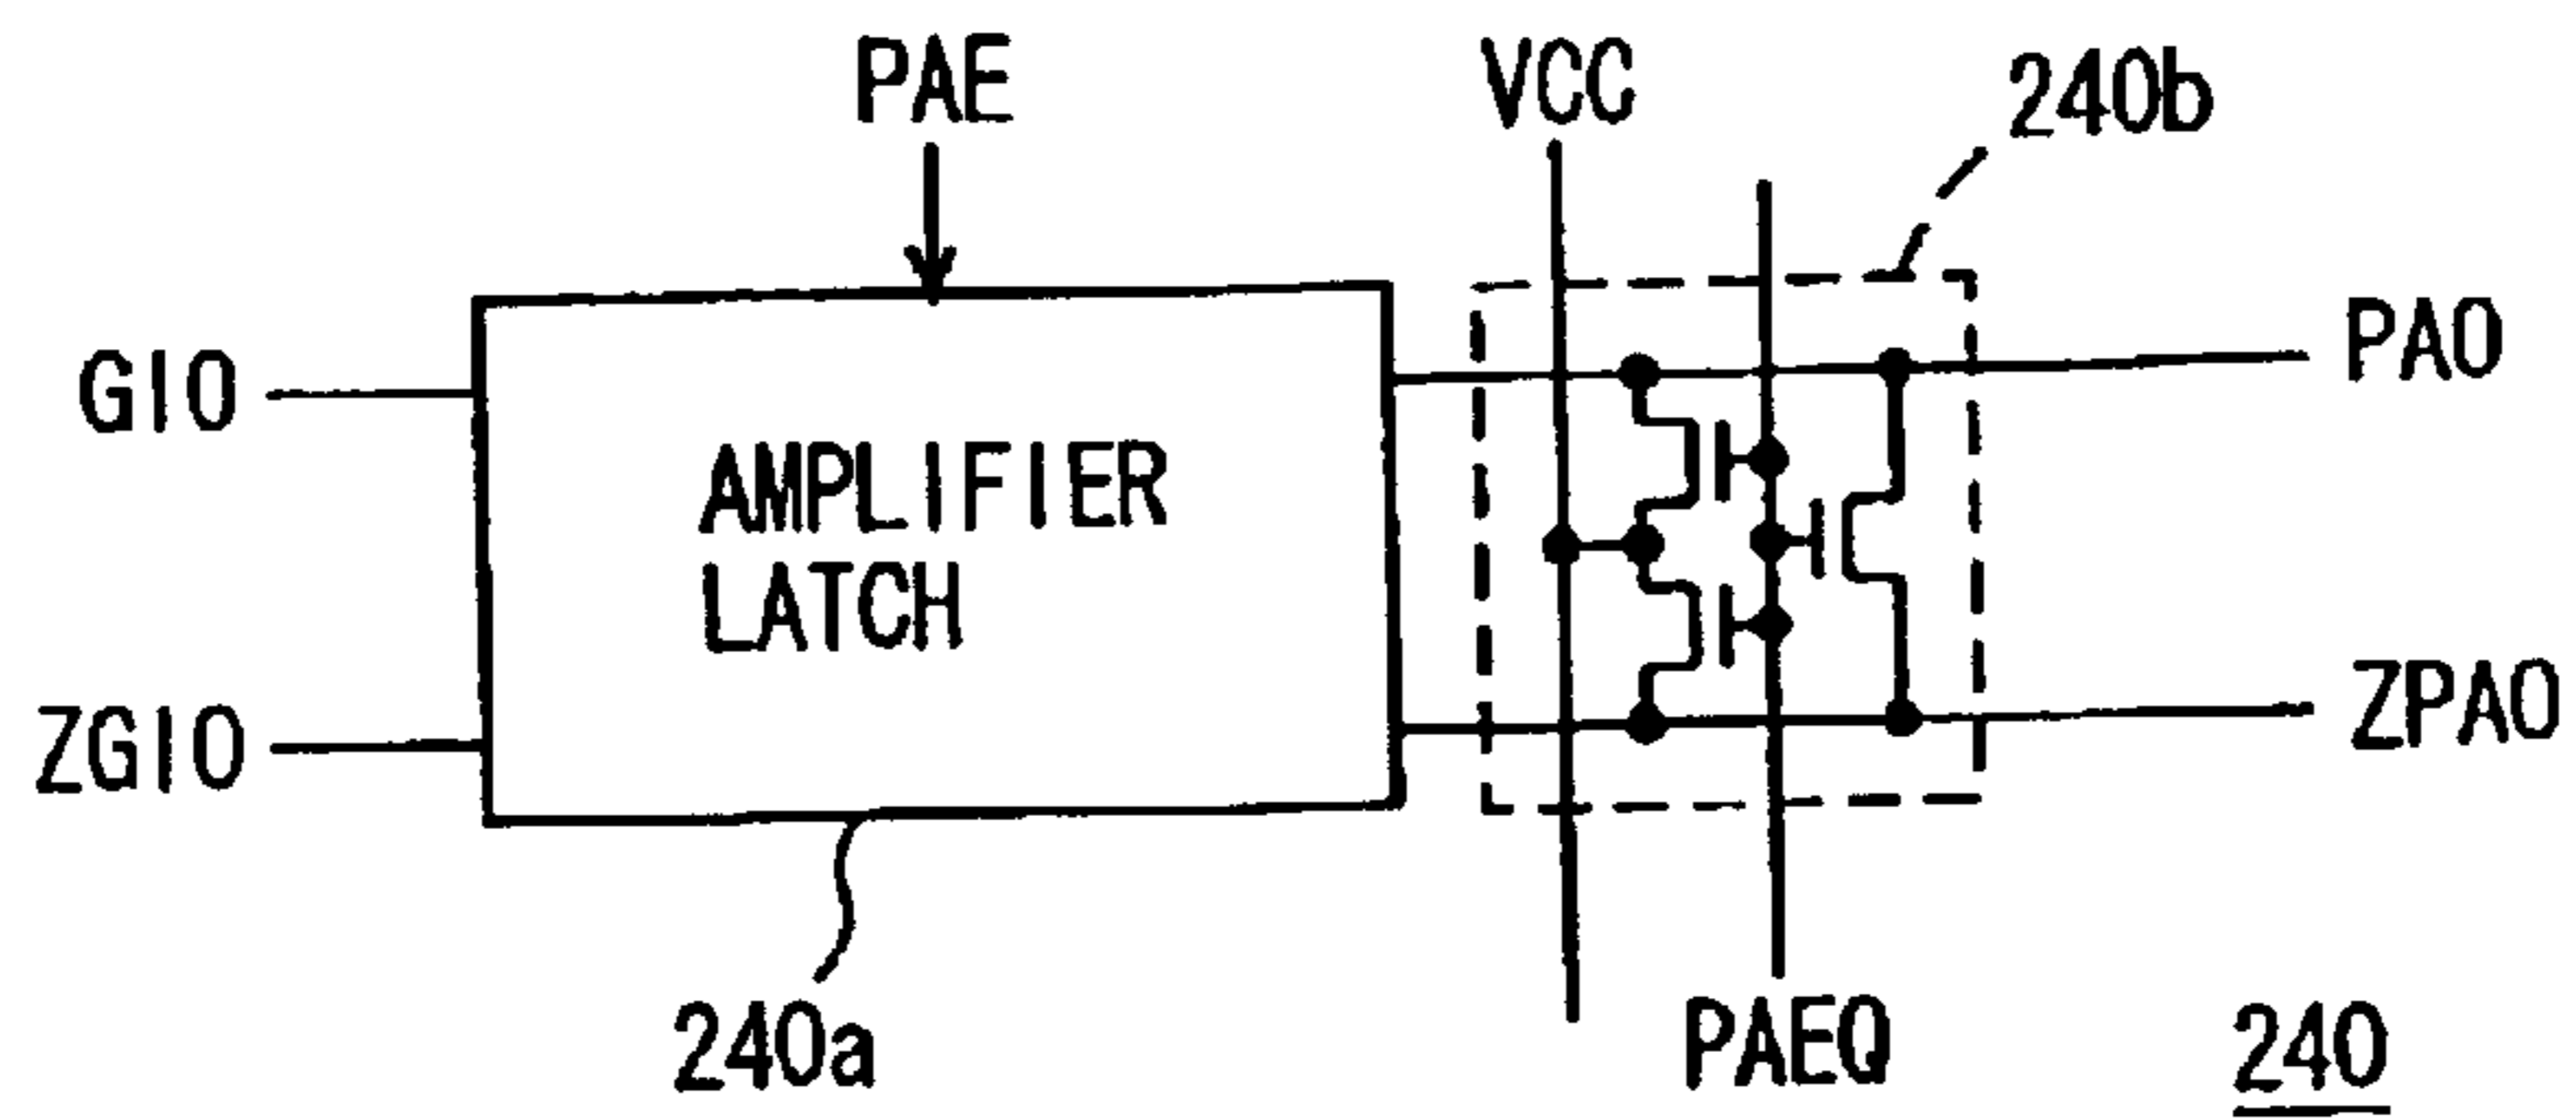 PAE
VCC
240b
GIO
PAO
AMPLIFIER
LATCH
ZGIO
ZPAO
240a
PAEQ
240